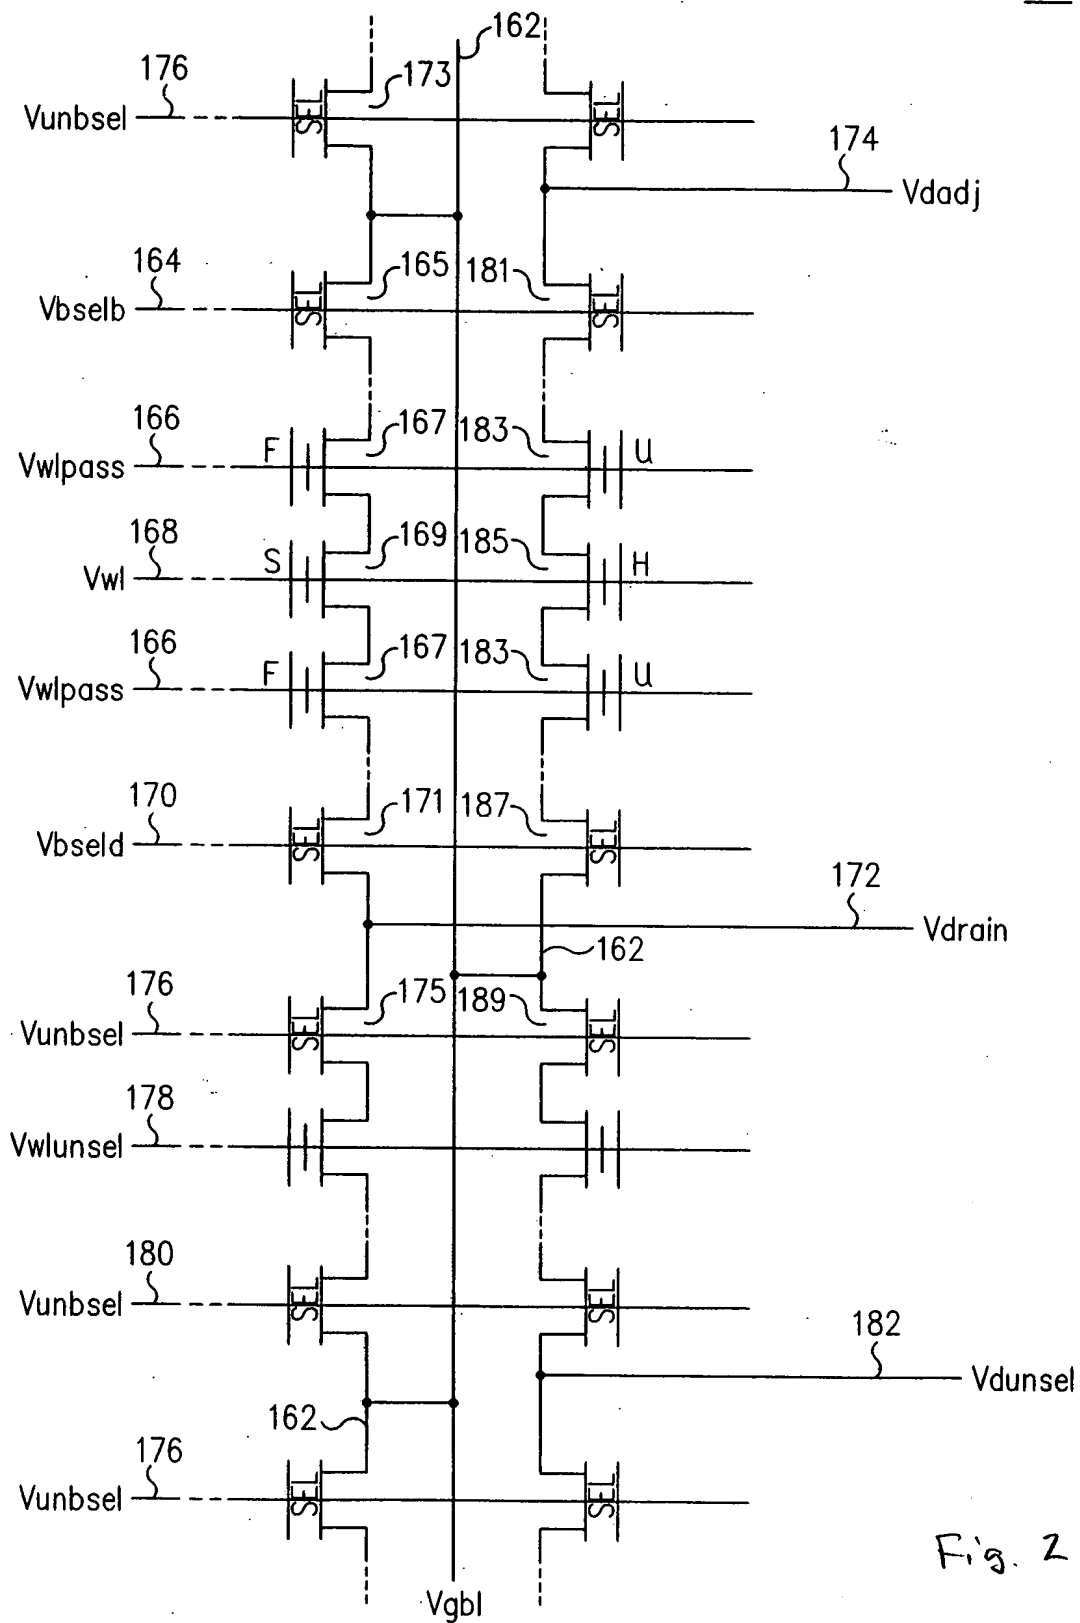 162
176 173
Vunbsel SEL SEL
174
Vdadj
164 165 181
Vbselb SEL SEL
166 167 183
Vwlpass F U
168 169 185
Vwl S H
166 167 183
Vwlpass F U
170 171 187
Vbseld SEL SEL
172
Vdrain
162
176 175 189
Vunbsel SEL SEL
178
Vwlunsel
180
Vunbsel SEL SEL
182
Vdunsel
162
176
Vunbsel SEL SEL
Vgbl
Fig. 2